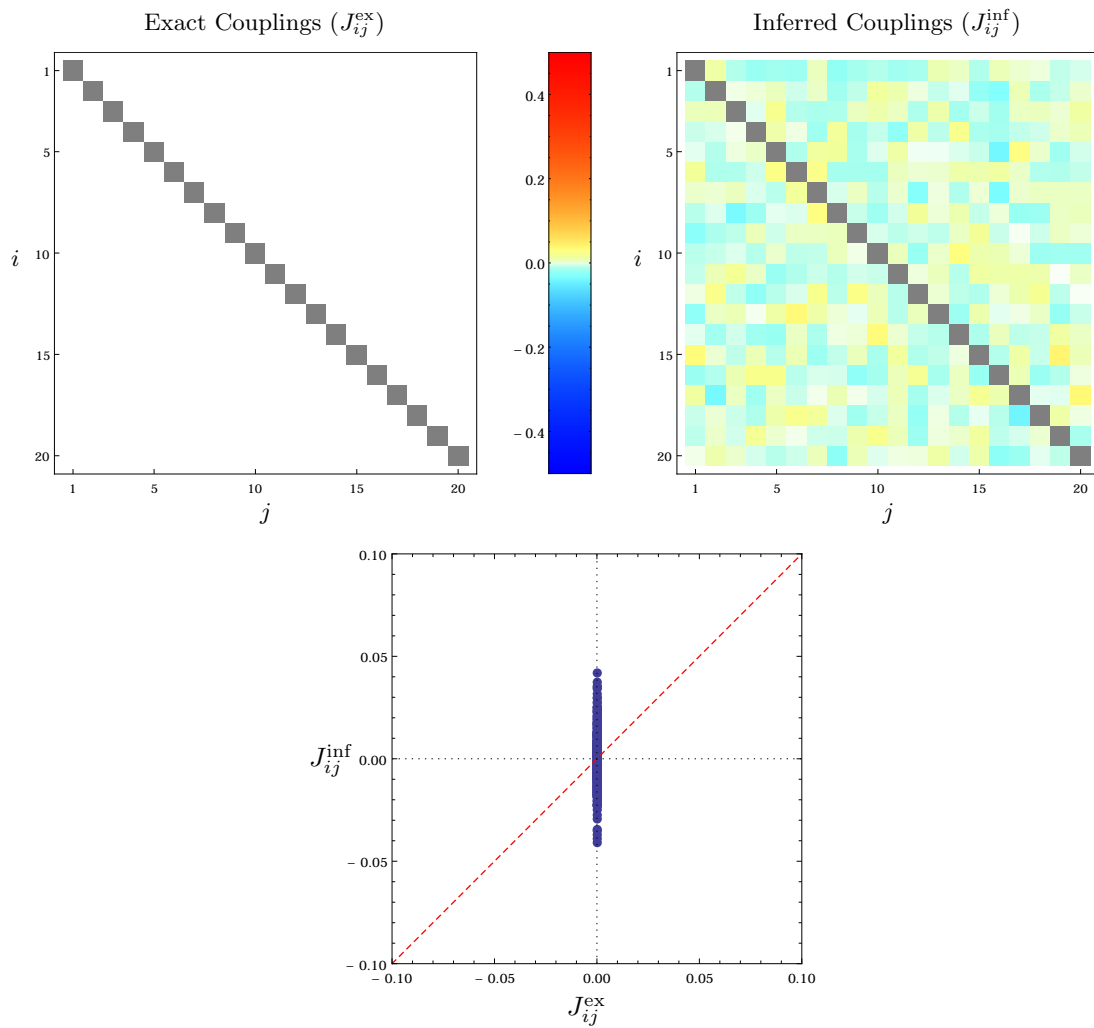 Exact Couplings (J_{ij}^{ex})
Inferred Couplings (J_{ij}^{inf})
1
5
10
15
20
i
1 5 10 15 20
j
0.4
0.2
0.0
− 0.2
− 0.4
1
5
10
15
20
i
1 5 10 15 20
j
0.10
0.05
0.00
− 0.05
− 0.10
J_{ij}^{inf}
− 0.10 − 0.05 0.00 0.05 0.10
J_{ij}^{ex}